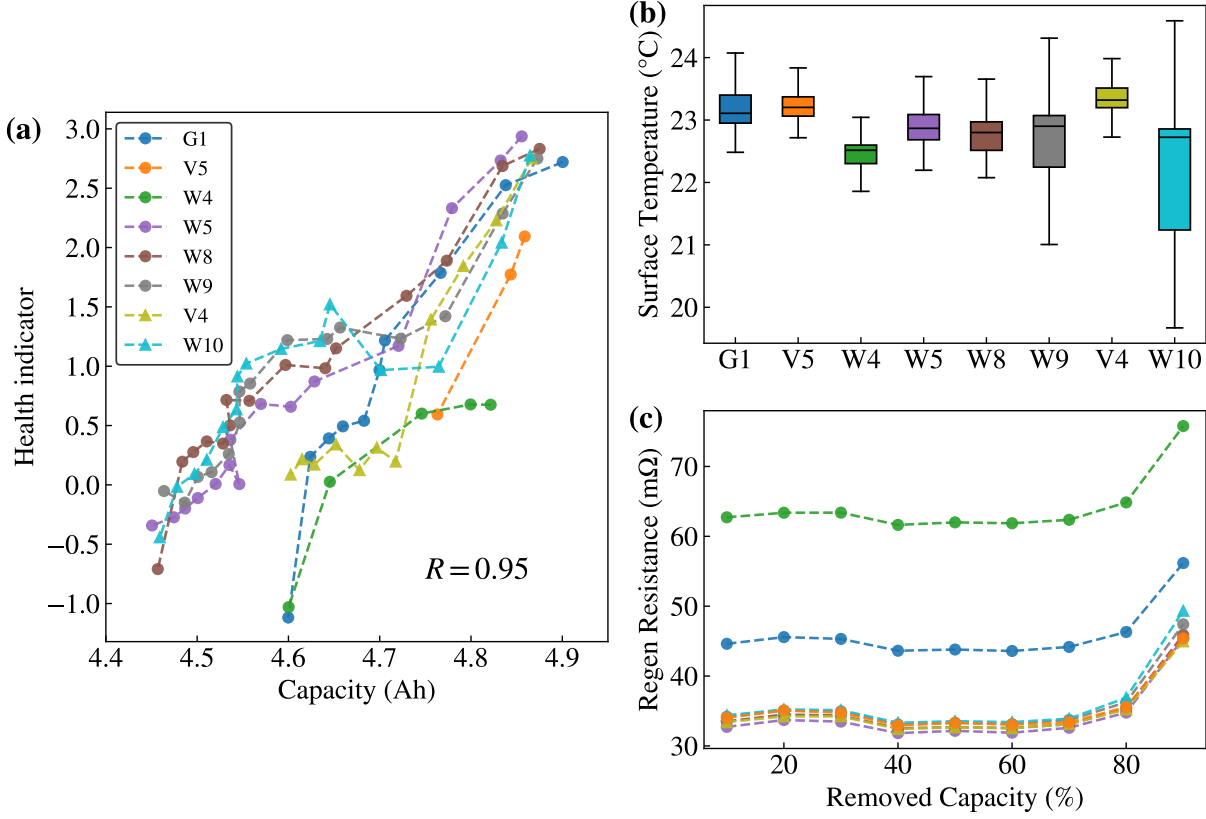 (a)
Health indicator
3.0
2.5
2.0
1.5
1.0
0.5
0.0
−0.5
−1.0
G1
V5
W4
W5
W8
W9
V4
W10
R = 0.95
4.4
4.5
4.6
4.7
4.8
4.9
Capacity (Ah)
(b)
Surface Temperature (°C)
24
23
22
21
20
G1
V5
W4
W5
W8
W9
V4
W10
(c)
Regen Resistance (mΩ)
70
60
50
40
30
20
40
60
80
Removed Capacity (%)